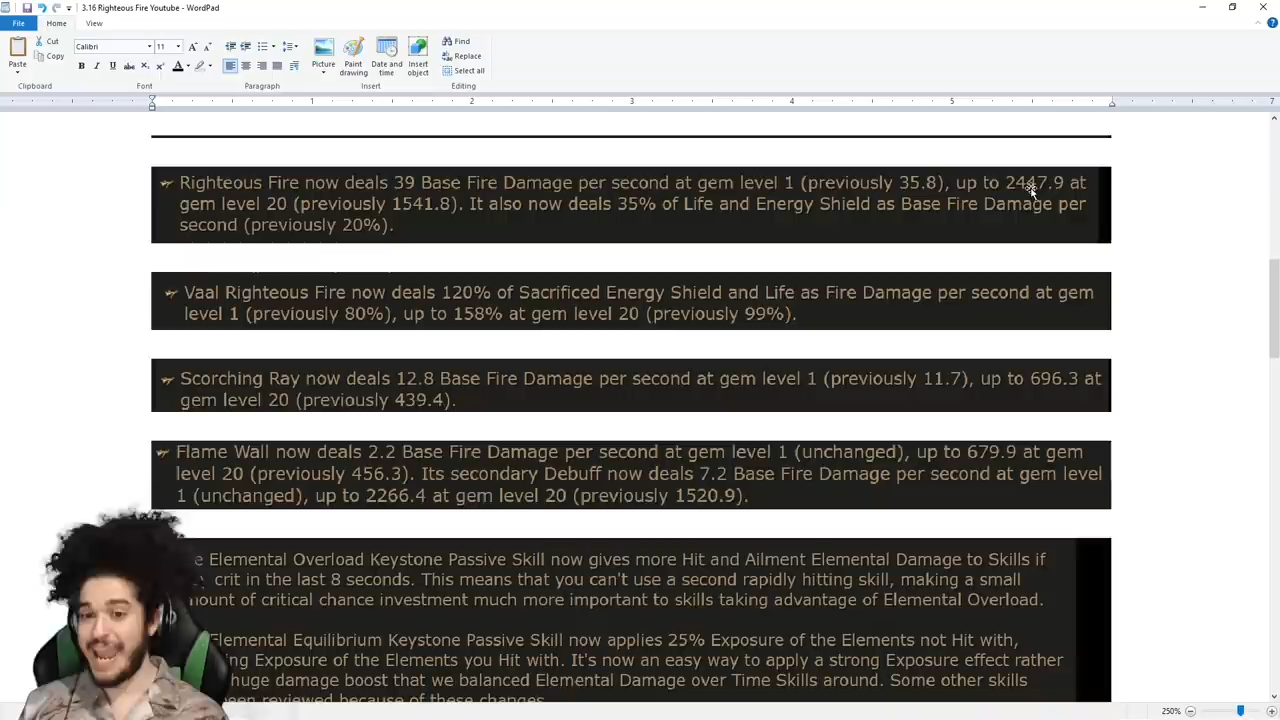 3.16 Righteous Fire Youtube - WordPad
File Home View
Paste
Cut
Copy
Calibri 11
Picture
Paint drawing
Date and time
Insert object
Find
Replace
Select all
Clipboard Font Paragraph Insert Editing
1 2 3 4 5 7
Righteous Fire now deals 39 Base Fire Damage per second at gem level 1 (previously 35.8), up to 2447.9 at
gem level 20 (previously 1541.8). It also now deals 35% of Life and Energy Shield as Base Fire Damage per
second (previously 20%).
Vaal Righteous Fire now deals 120% of Sacrificed Energy Shield and Life as Fire Damage per second at gem
level 1 (previously 80%), up to 158% at gem level 20 (previously 99%).
Scorching Ray now deals 12.8 Base Fire Damage per second at gem level 1 (previously 11.7), up to 696.3 at
gem level 20 (previously 439.4).
Flame Wall now deals 2.2 Base Fire Damage per second at gem level 1 (unchanged), up to 679.9 at gem
level 20 (previously 456.3). Its secondary Debuff now deals 7.2 Base Fire Damage per second at gem level
1 (unchanged), up to 2266.4 at gem level 20 (previously 1520.9).
Elemental Overload Keystone Passive Skill now gives more Hit and Ailment Elemental Damage to Skills if
crit in the last 8 seconds. This means that you can't use a second rapidly hitting skill, making a small
of critical chance investment much more important to skills taking advantage of Elemental Overload.
Elemental Equilibrium Keystone Passive Skill now applies 25% Exposure of the Elements not Hit with,
Exposure of the Elements you Hit with. It's now an easy way to apply a strong Exposure effect rather
huge damage boost that we balanced Elemental Damage over Time Skills around. Some other skills
been reviewed because of these changes.
250%